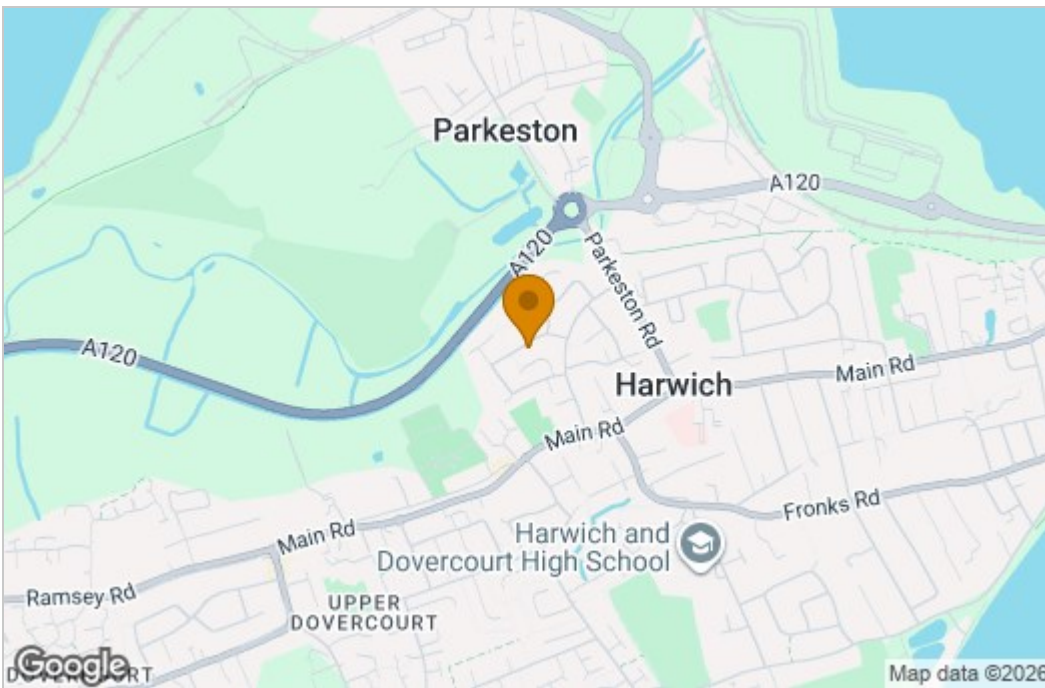 Parkeston
A120
A120
Parkeston Rd
A120
Harwich
Main Rd
Main Rd
Fronks Rd
Main Rd
Harwich and
Dovercourt High School
Ramsey Rd
UPPER
DOVERCOURT
Google
Map data ©2026